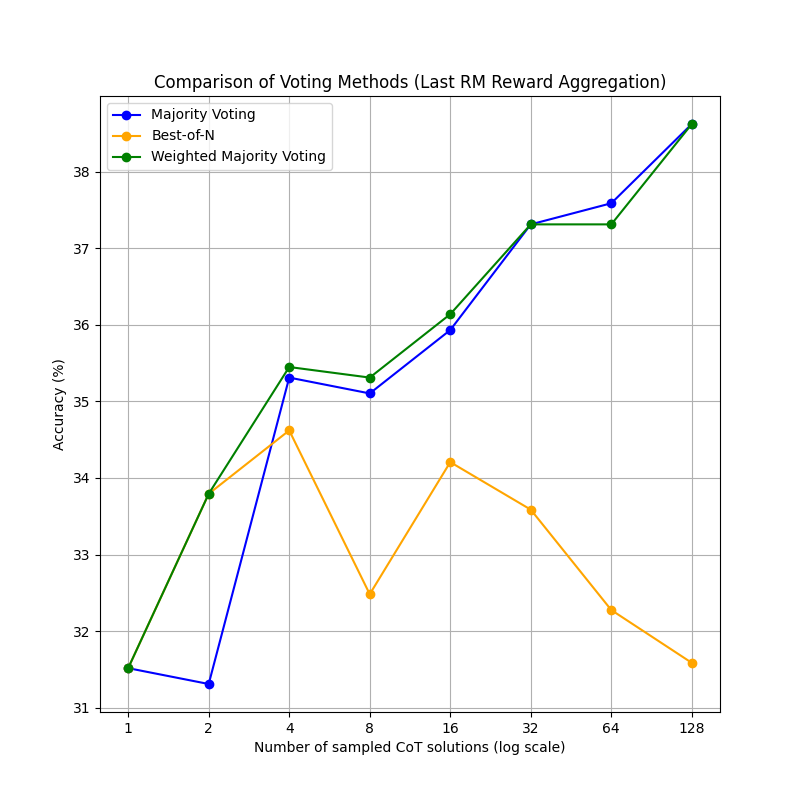 Comparison of Voting Methods (Last RM Reward Aggregation)
Majority Voting
Best-of-N
Weighted Majority Voting
38
37
36
35
34
33
32
31
Accuracy (%)
1 2 4 8 16 32 64 128
Number of sampled CoT solutions (log scale)